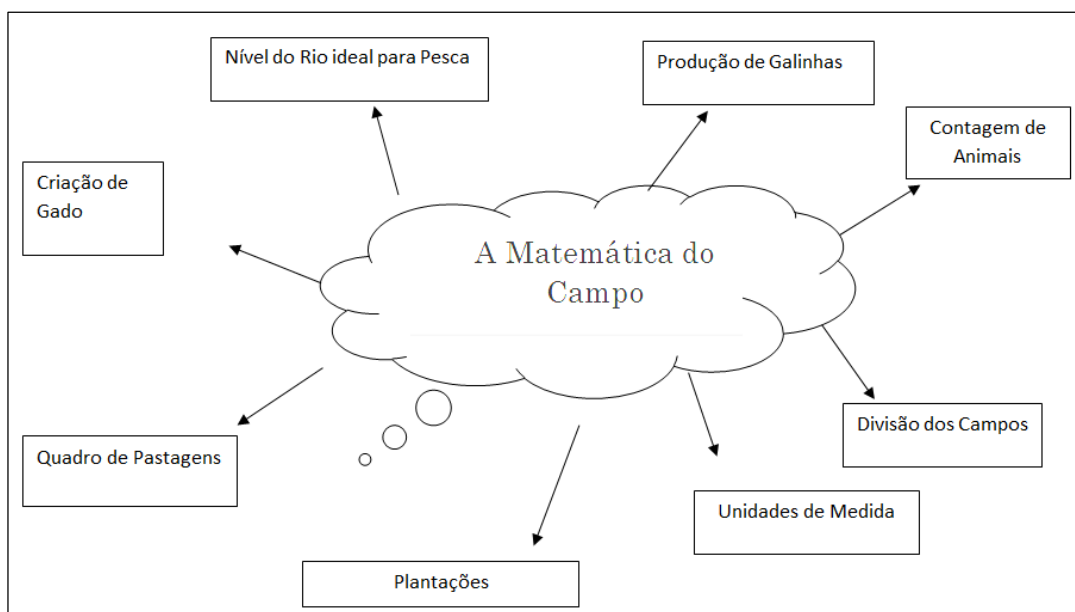 Nível do Rio ideal para Pesca
Produção de Galinhas
Contagem de
Animais
Criação de
Gado
A Matemática do
Campo
Divisão dos Campos
Quadro de Pastagens
Unidades de Medida
Plantações